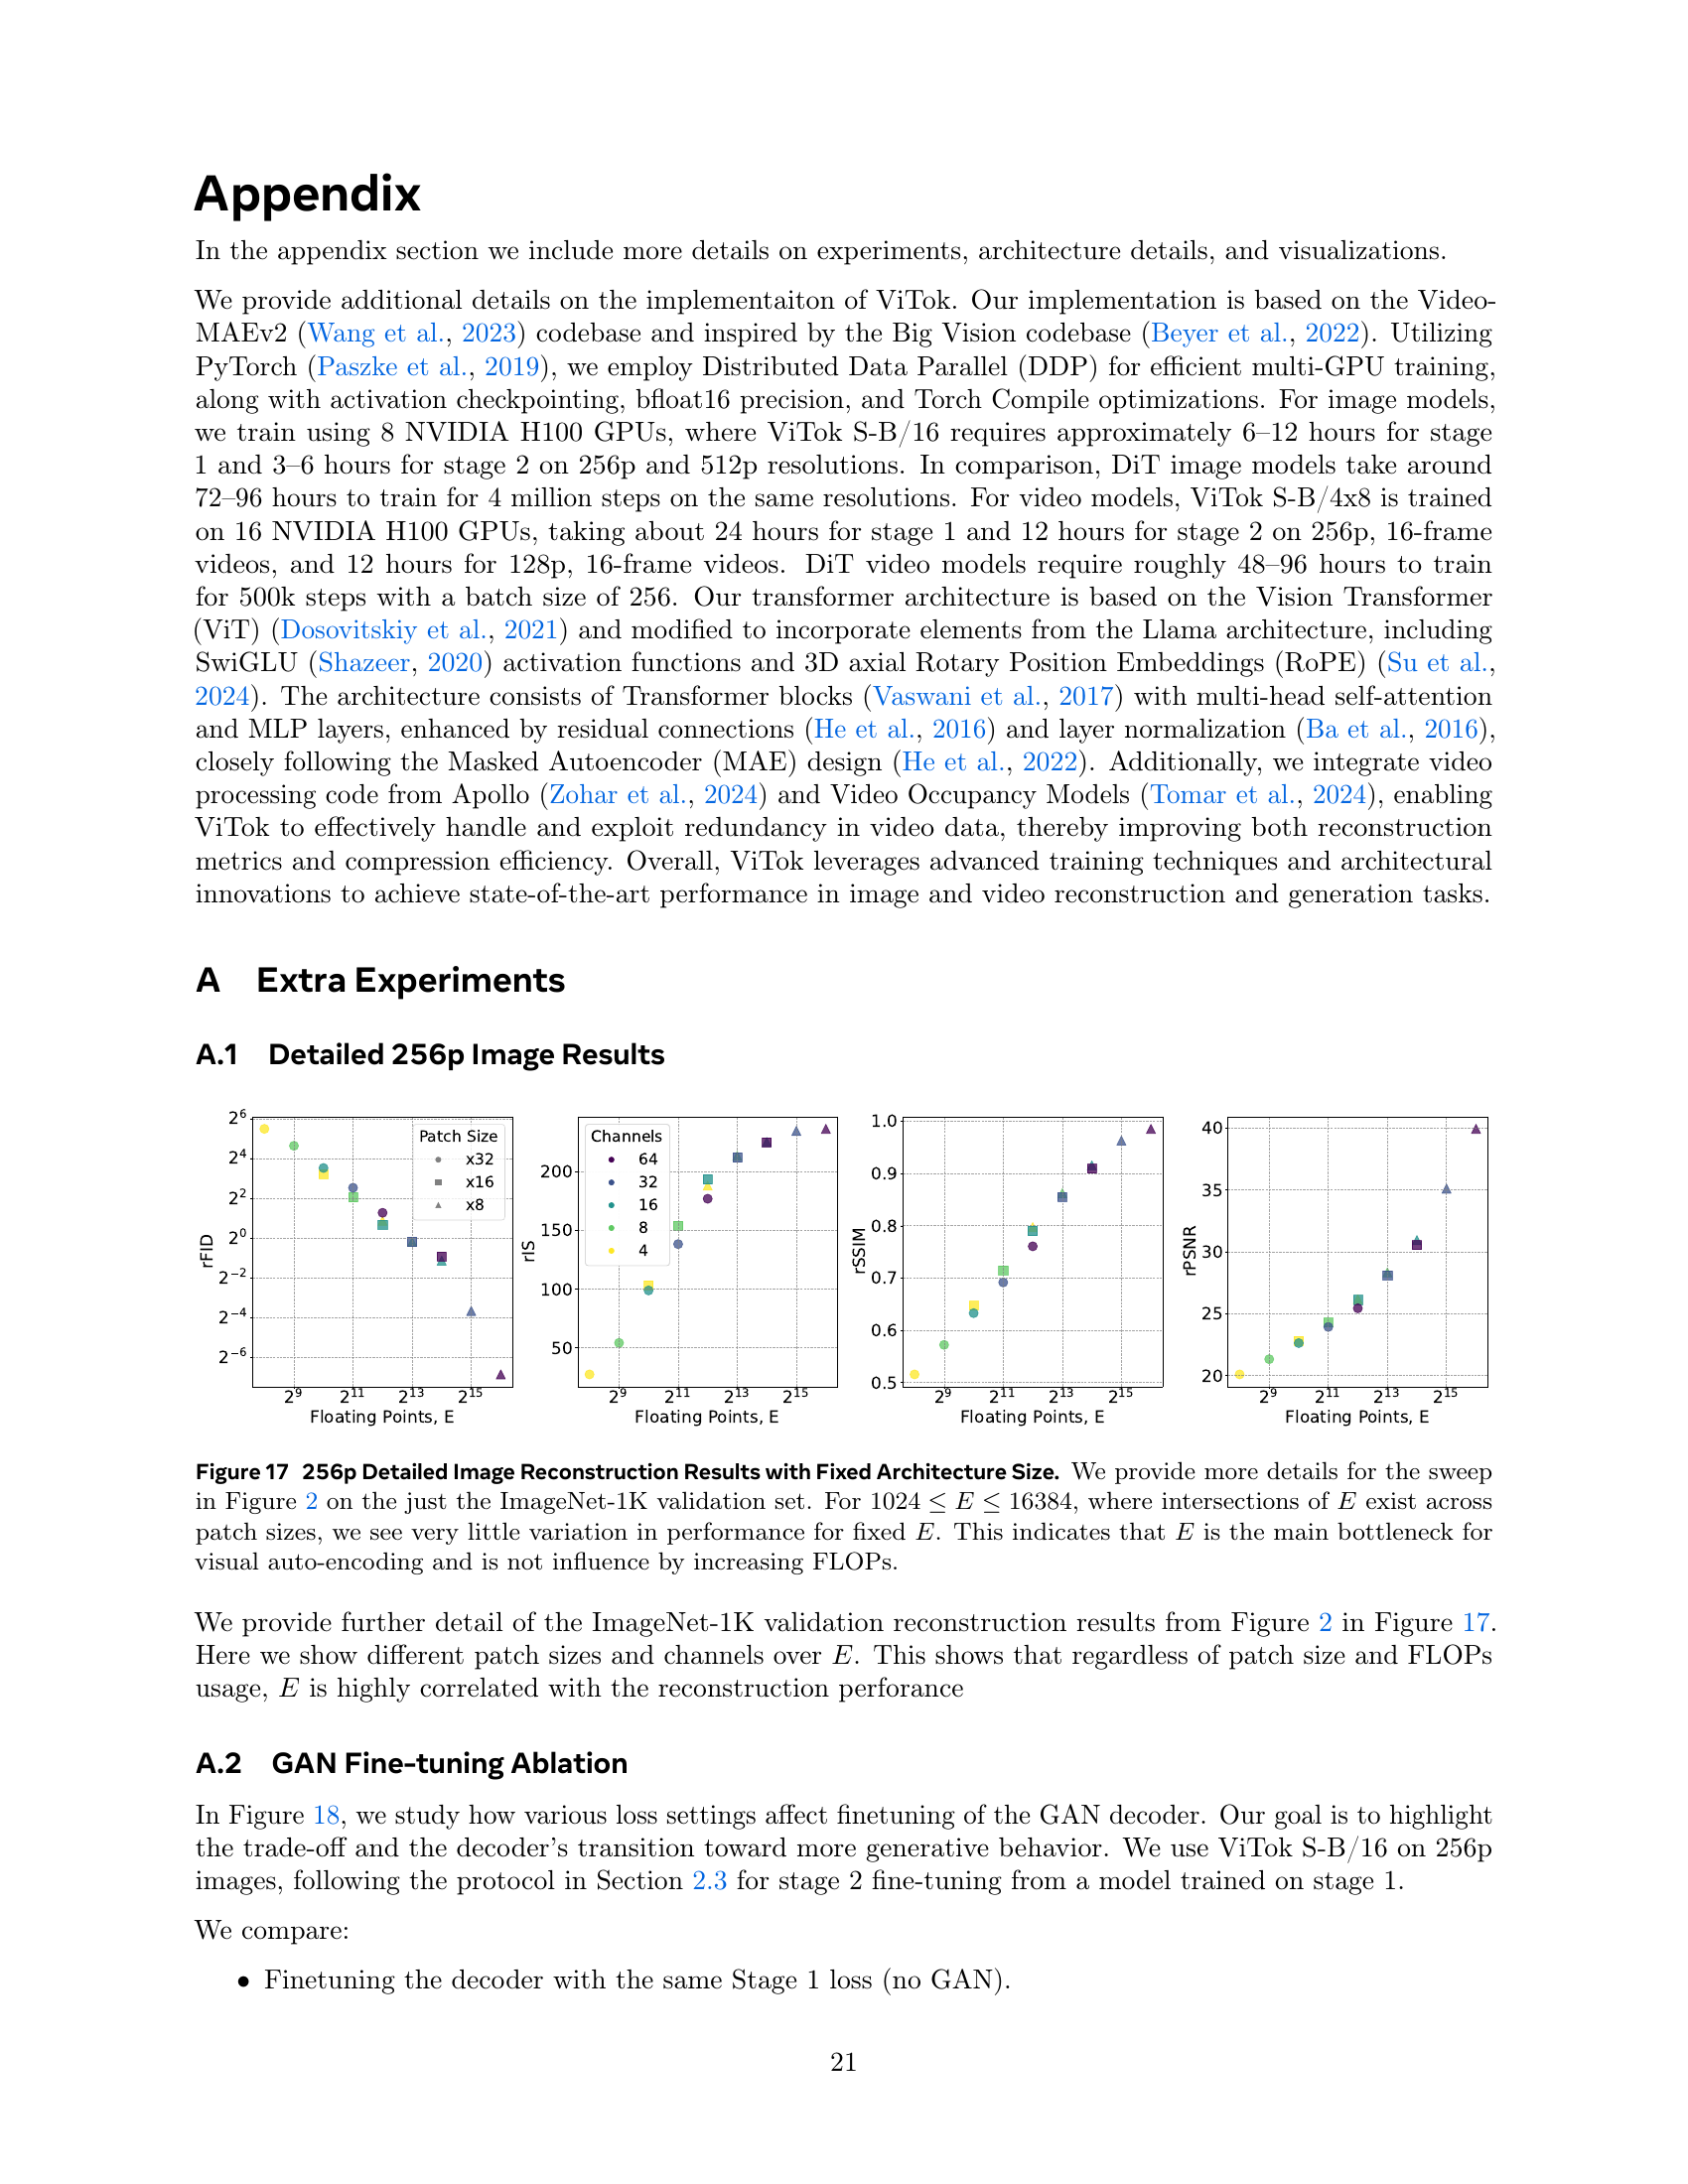 Appendix
In the appendix section we include more details on experiments, architecture details, and visualizations.
We provide additional details on the implementaiton of ViTok. Our implementation is based on the Video-
MAEv2 (Wang et al., 2023) codebase and inspired by the Big Vision codebase (Beyer et al., 2022). Utilizing
PyTorch (Paszke et al., 2019), we employ Distributed Data Parallel (DDP) for efficient multi-GPU training,
along with activation checkpointing, bfloat16 precision, and Torch Compile optimizations. For image models,
we train using 8 NVIDIA H100 GPUs, where ViTok S-B/16 requires approximately 6–12 hours for stage
1 and 3–6 hours for stage 2 on 256p and 512p resolutions. In comparison, DiT image models take around
72–96 hours to train for 4 million steps on the same resolutions. For video models, ViTok S-B/4x8 is trained
on 16 NVIDIA H100 GPUs, taking about 24 hours for stage 1 and 12 hours for stage 2 on 256p, 16-frame
videos, and 12 hours for 128p, 16-frame videos. DiT video models require roughly 48–96 hours to train
for 500k steps with a batch size of 256. Our transformer architecture is based on the Vision Transformer
(ViT) (Dosovitskiy et al., 2021) and modified to incorporate elements from the Llama architecture, including
SwiGLU (Shazeer, 2020) activation functions and 3D axial Rotary Position Embeddings (RoPE) (Su et al.,
2024). The architecture consists of Transformer blocks (Vaswani et al., 2017) with multi-head self-attention
and MLP layers, enhanced by residual connections (He et al., 2016) and layer normalization (Ba et al., 2016),
closely following the Masked Autoencoder (MAE) design (He et al., 2022). Additionally, we integrate video
processing code from Apollo (Zohar et al., 2024) and Video Occupancy Models (Tomar et al., 2024), enabling
ViTok to effectively handle and exploit redundancy in video data, thereby improving both reconstruction
metrics and compression efficiency. Overall, ViTok leverages advanced training techniques and architectural
innovations to achieve state-of-the-art performance in image and video reconstruction and generation tasks.
A Extra Experiments
A.1 Detailed 256p Image Results
rFID
2^6
2^4
2^2
2^0
2^−2
2^−4
2^−6
Patch Size
x32
x16
x8
2^9 2^11 2^13 2^15
Floating Points, E
rIS
200
150
100
50
Channels
64
32
16
8
4
2^9 2^11 2^13 2^15
Floating Points, E
rSSIM
1.0
0.9
0.8
0.7
0.6
0.5
2^9 2^11 2^13 2^15
Floating Points, E
rPSNR
40
35
30
25
20
2^9 2^11 2^13 2^15
Floating Points, E
Figure 17 256p Detailed Image Reconstruction Results with Fixed Architecture Size. We provide more details for the sweep
in Figure 2 on the just the ImageNet-1K validation set. For 1024 ≤ E ≤ 16384, where intersections of E exist across
patch sizes, we see very little variation in performance for fixed E. This indicates that E is the main bottleneck for
visual auto-encoding and is not influence by increasing FLOPs.
We provide further detail of the ImageNet-1K validation reconstruction results from Figure 2 in Figure 17.
Here we show different patch sizes and channels over E. This shows that regardless of patch size and FLOPs
usage, E is highly correlated with the reconstruction perforance
A.2 GAN Fine-tuning Ablation
In Figure 18, we study how various loss settings affect finetuning of the GAN decoder. Our goal is to highlight
the trade-off and the decoder's transition toward more generative behavior. We use ViTok S-B/16 on 256p
images, following the protocol in Section 2.3 for stage 2 fine-tuning from a model trained on stage 1.
We compare:
• Finetuning the decoder with the same Stage 1 loss (no GAN).
21